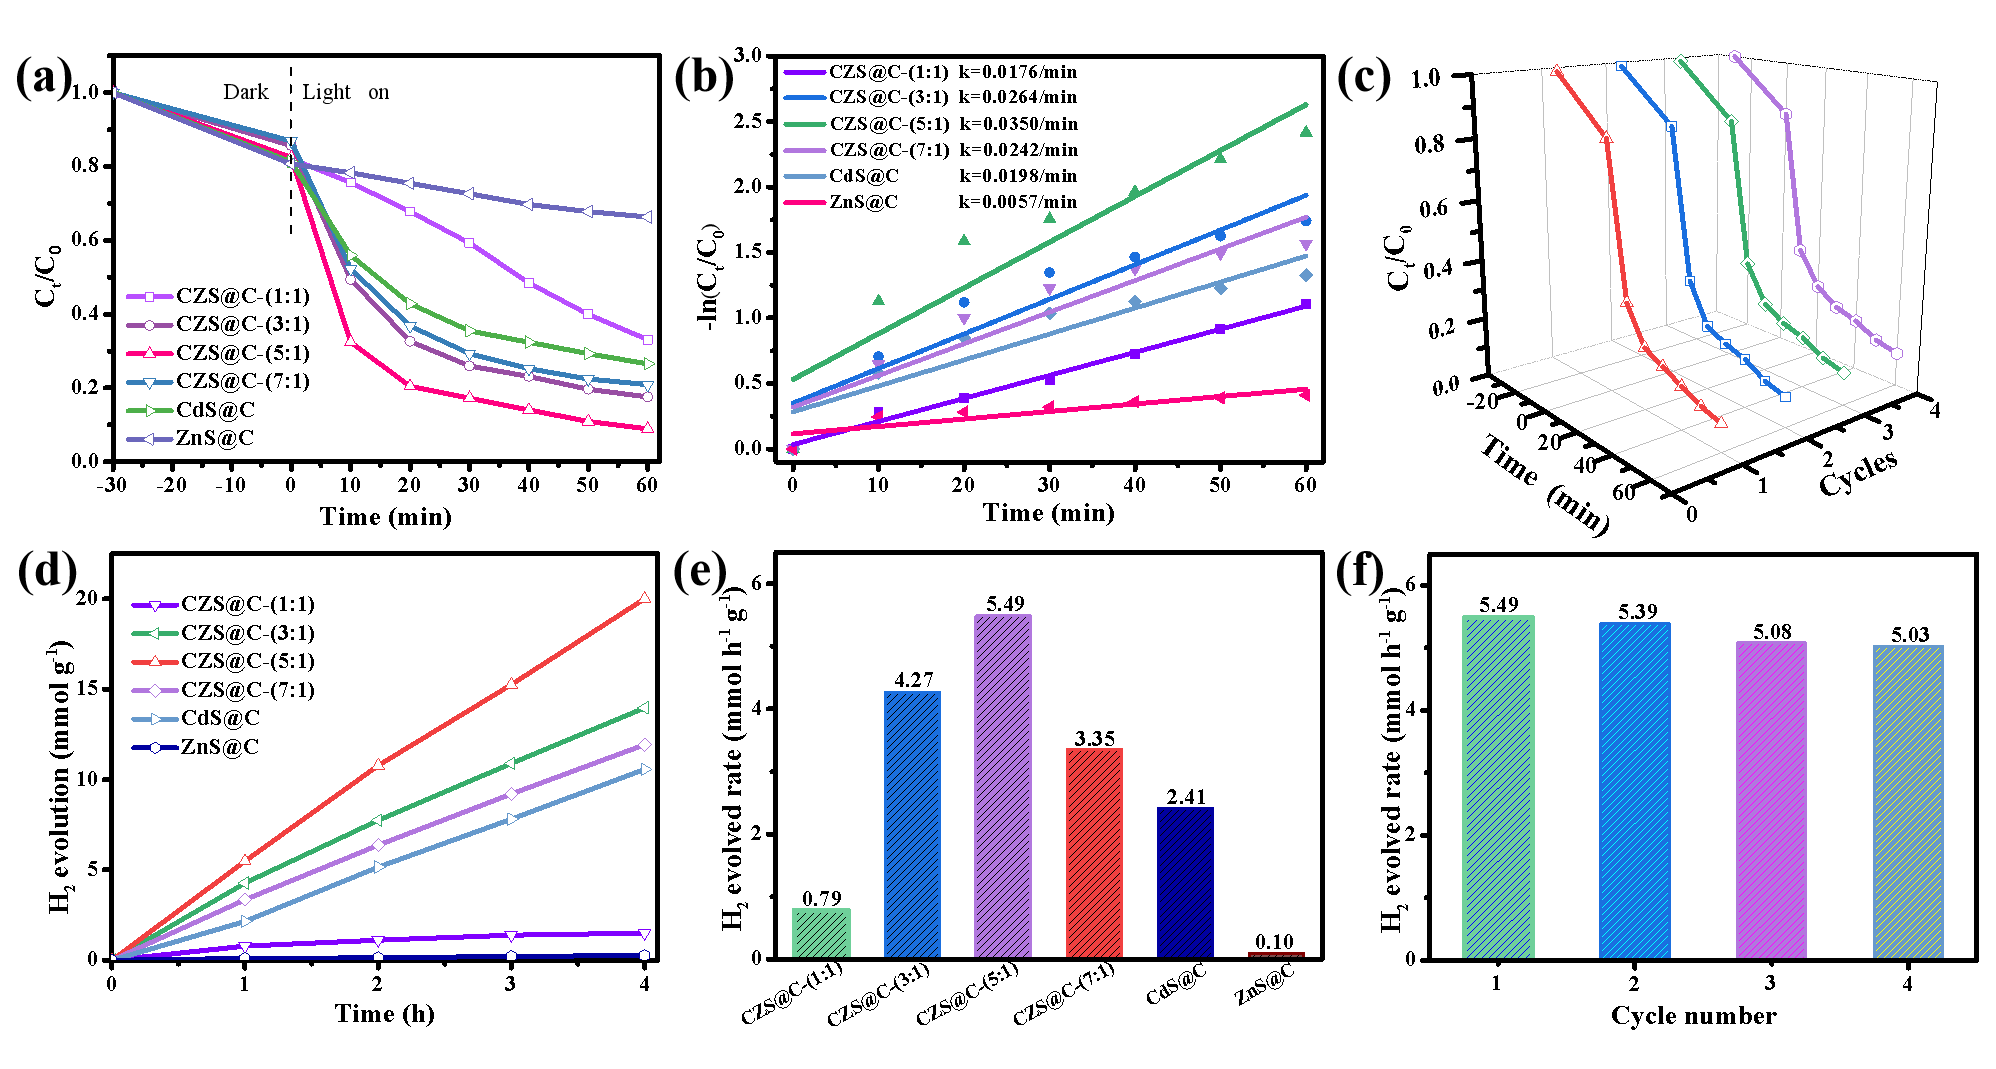 (a)
Dark
Light on
1.0
0.8
0.6
0.4
0.2
0.0
Ct/C0
CZS@C-(1:1)
CZS@C-(3:1)
CZS@C-(5:1)
CZS@C-(7:1)
CdS@C
ZnS@C
-30 -20 -10 0 10 20 30 40 50 60
Time (min)
(b)
3.0
2.5
2.0
1.5
1.0
0.5
0.0
-ln(Ct/C0)
CZS@C-(1:1) k=0.0176/min
CZS@C-(3:1) k=0.0264/min
CZS@C-(5:1) k=0.0350/min
CZS@C-(7:1) k=0.0242/min
CdS@C k=0.0198/min
ZnS@C k=0.0057/min
0 10 20 30 40 50 60
Time (min)
(c)
1.0
0.8
0.6
0.4
0.2
0.0
Ct/C0
-20
0
20
40
60
Time (min)
0
1
2
3
4
Cycles
(d)
20
15
10
5
0
H2 evolution (mmol g-1)
CZS@C-(1:1)
CZS@C-(3:1)
CZS@C-(5:1)
CZS@C-(7:1)
CdS@C
ZnS@C
0 1 2 3 4
Time (h)
(e)
6
4
2
0
H2 evolved rate (mmol h-1 g-1)
0.79
4.27
5.49
3.35
2.41
0.10
CZS@C-(1:1)
CZS@C-(3:1)
CZS@C-(5:1)
CZS@C-(7:1)
CdS@C
ZnS@C
(f)
6
4
2
0
H2 evolved rate (mmol h-1 g-1)
5.49
5.39
5.08
5.03
1 2 3 4
Cycle number